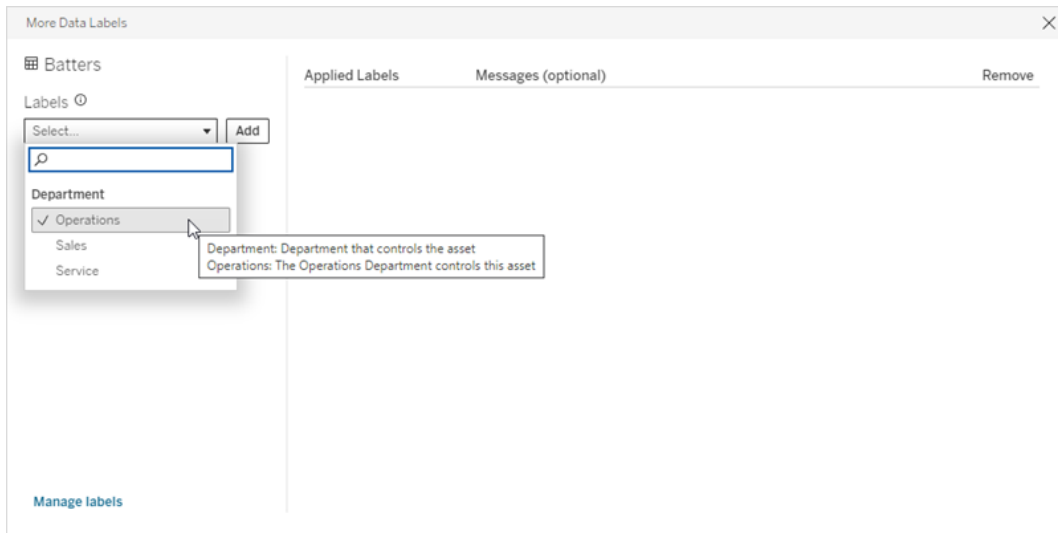 More Data Labels
Batters
Labels
Select...
Add
Department
Operations
Sales
Service
Department: Department that controls the asset
Operations: The Operations Department controls this asset
Manage labels
Applied Labels Messages (optional) Remove